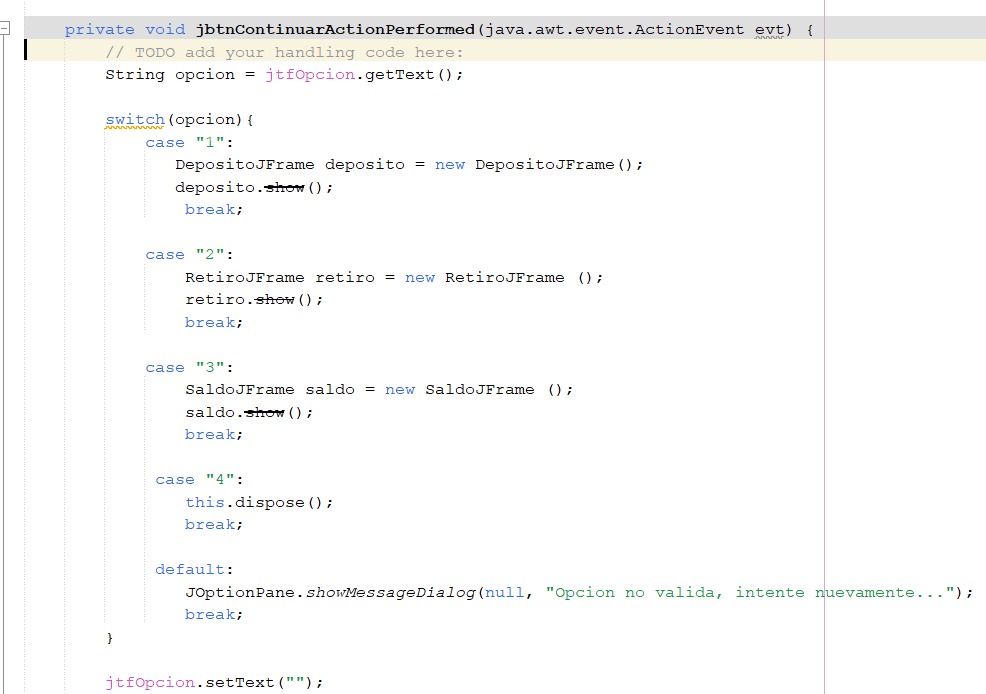 private void jbtnContinuarActionPerformed(java.awt.event.ActionEvent evt) {
// TODO add your handling code here:
String opcion = jtfOpcion.getText();
switch(opcion){
case "1":
DepositoJFrame deposito = new DepositoJFrame();
deposito.show();
break;
case "2":
RetiroJFrame retiro = new RetiroJFrame ();
retiro.show();
break;
case "3":
SaldoJFrame saldo = new SaldoJFrame ();
saldo.show();
break;
case "4":
this.dispose();
break;
default:
JOptionPane.showMessageDialog(null, "Opcion no valida, intente nuevamente...");
break;
}
jtfOpcion.setText("");